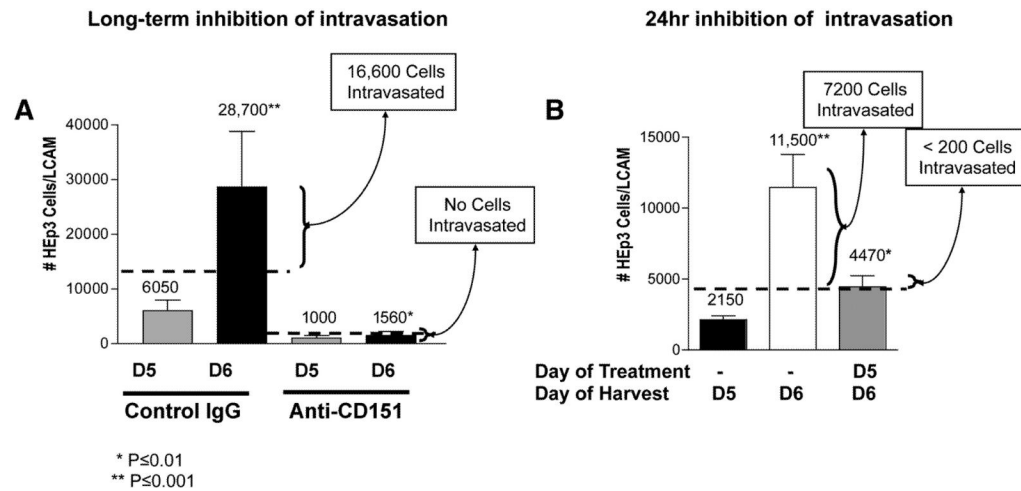 Long-term inhibition of intravasation
A
16,600 Cells
Intravasated
28,700**
# HEp3 Cells/LCAM
40000
30000
20000
10000
0
No Cells
Intravasated
6050
1000
1560*
D5
D6
D5
D6
Control IgG
Anti-CD151
* P≤0.01
** P≤0.001
24hr inhibition of intravasation
B
7200 Cells
Intravasated
< 200 Cells
Intravasated
# HEp3 Cells/LCAM
15000
10000
5000
0
11,500**
4470*
2150
Day of Treatment - - D5
Day of Harvest D5 D6 D6